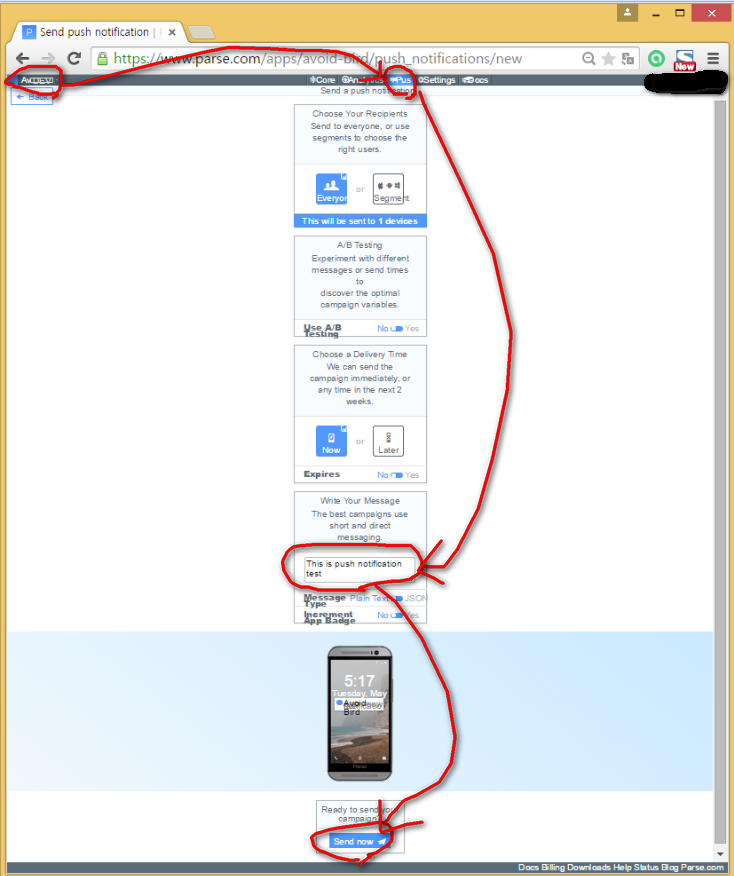 Send push notification |
https://www.parse.com/apps/avoid-bird/push_notifications/new
New
Core Analytics Push Settings Docs
← Back
Send a push notification
Choose Your Recipients
Send to everyone, or use
segments to choose the
right users.
Everyon or Segment
This will be sent to 1 devices
A/B Testing
Experiment with different
messages or send times
to
discover the optimal
campaign variables.
Use A/B
Testing
No Yes
Choose a Delivery Time
We can send the
campaign immediately, or
any time in the next 2
weeks.
Now or Later
Expires No Yes
Write Your Message
The best campaigns use
short and direct
messaging.
This is push notification
test
Message
Type
Plain Text JSON
Increment
App Badge
No Yes
5:17
Tuesday, May
Avoid
Bird
Ready to send your
campaign?
Send now
Docs Billing Downloads Help Status Blog Parse.com